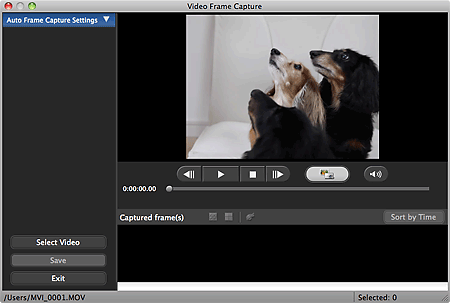 Video Frame Capture
Auto Frame Capture Settings
0:00:00.00
Captured frame(s)
Sort by Time
Select Video
Save
Exit
/Users/MVI_0001.MOV
Selected: 0